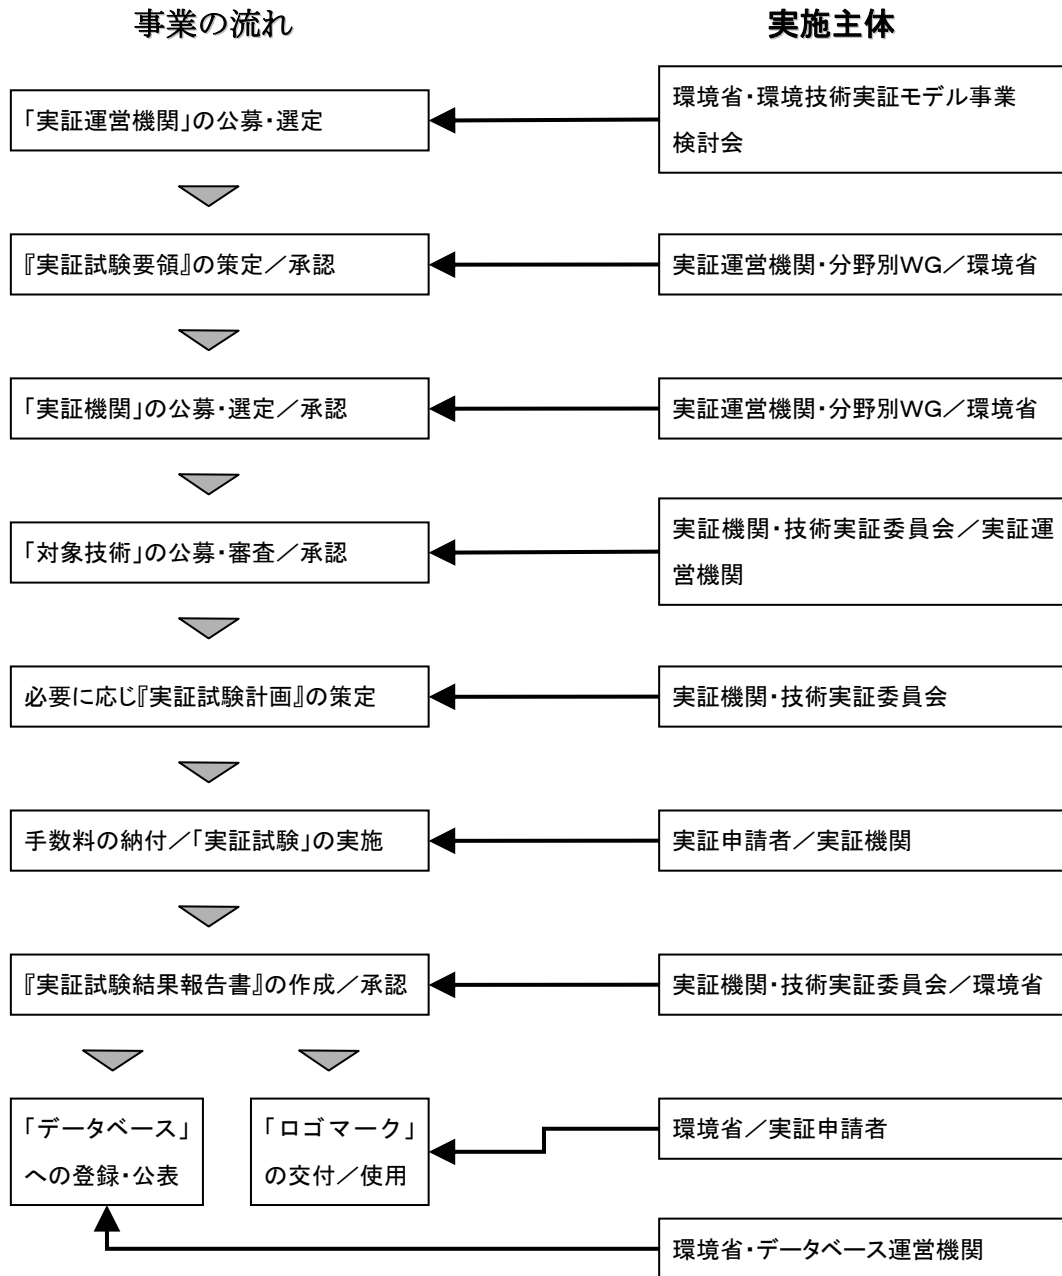 事業の流れ
実施主体
「実証運営機関」の公募・選定
環境省・環境技術実証モデル事業
検討会
『実証試験要領』の策定／承認
実証運営機関・分野別WG／環境省
「実証機関」の公募・選定／承認
実証運営機関・分野別WG／環境省
「対象技術」の公募・審査／承認
実証機関・技術実証委員会／実証運
営機関
必要に応じ『実証試験計画』の策定
実証機関・技術実証委員会
手数料の納付／「実証試験」の実施
実証申請者／実証機関
『実証試験結果報告書』の作成／承認
実証機関・技術実証委員会／環境省
「データベース」
への登録・公表
「ロゴマーク」
の交付／使用
環境省／実証申請者
環境省・データベース運営機関